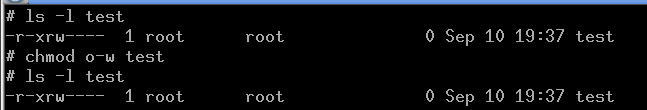 # ls -l test
-r-xrw---- 1 root root 0 Sep 10 19:37 test
# chmod o-w test
# ls -l test
-r-xrw---- 1 root root 0 Sep 10 19:37 test